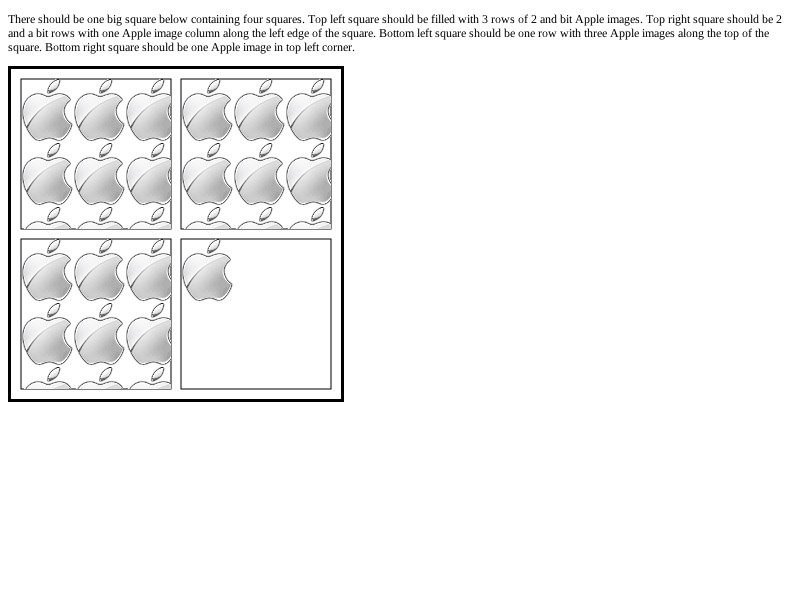 There should be one big square below containing four squares. Top left square should be filled with 3 rows of 2 and bit Apple images. Top right square should be 2
and a bit rows with one Apple image column along the left edge of the square. Bottom left square should be one row with three Apple images along the top of the
square. Bottom right square should be one Apple image in top left corner.